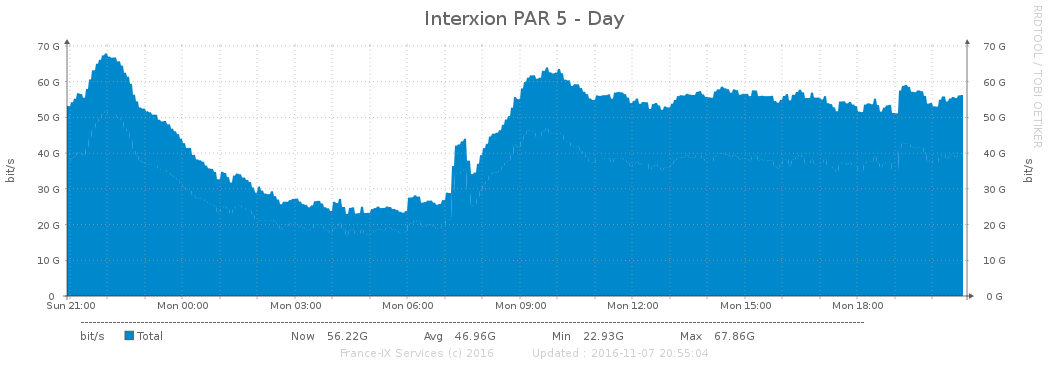 Interxion PAR 5 - Day
RRDTOOL / TOBI OETIKER
bit/s
70 G
60 G
50 G
40 G
30 G
20 G
10 G
0
70 G
60 G
50 G
40 G
30 G
20 G
10 G
0 G
bit/s
Sun 21:00 Mon 00:00 Mon 03:00 Mon 06:00 Mon 09:00 Mon 12:00 Mon 15:00 Mon 18:00
bit/s Total Now 56.22G Avg 46.96G Min 22.93G Max 67.86G
France-IX Services (c) 2016 Updated : 2016-11-07 20:55:04